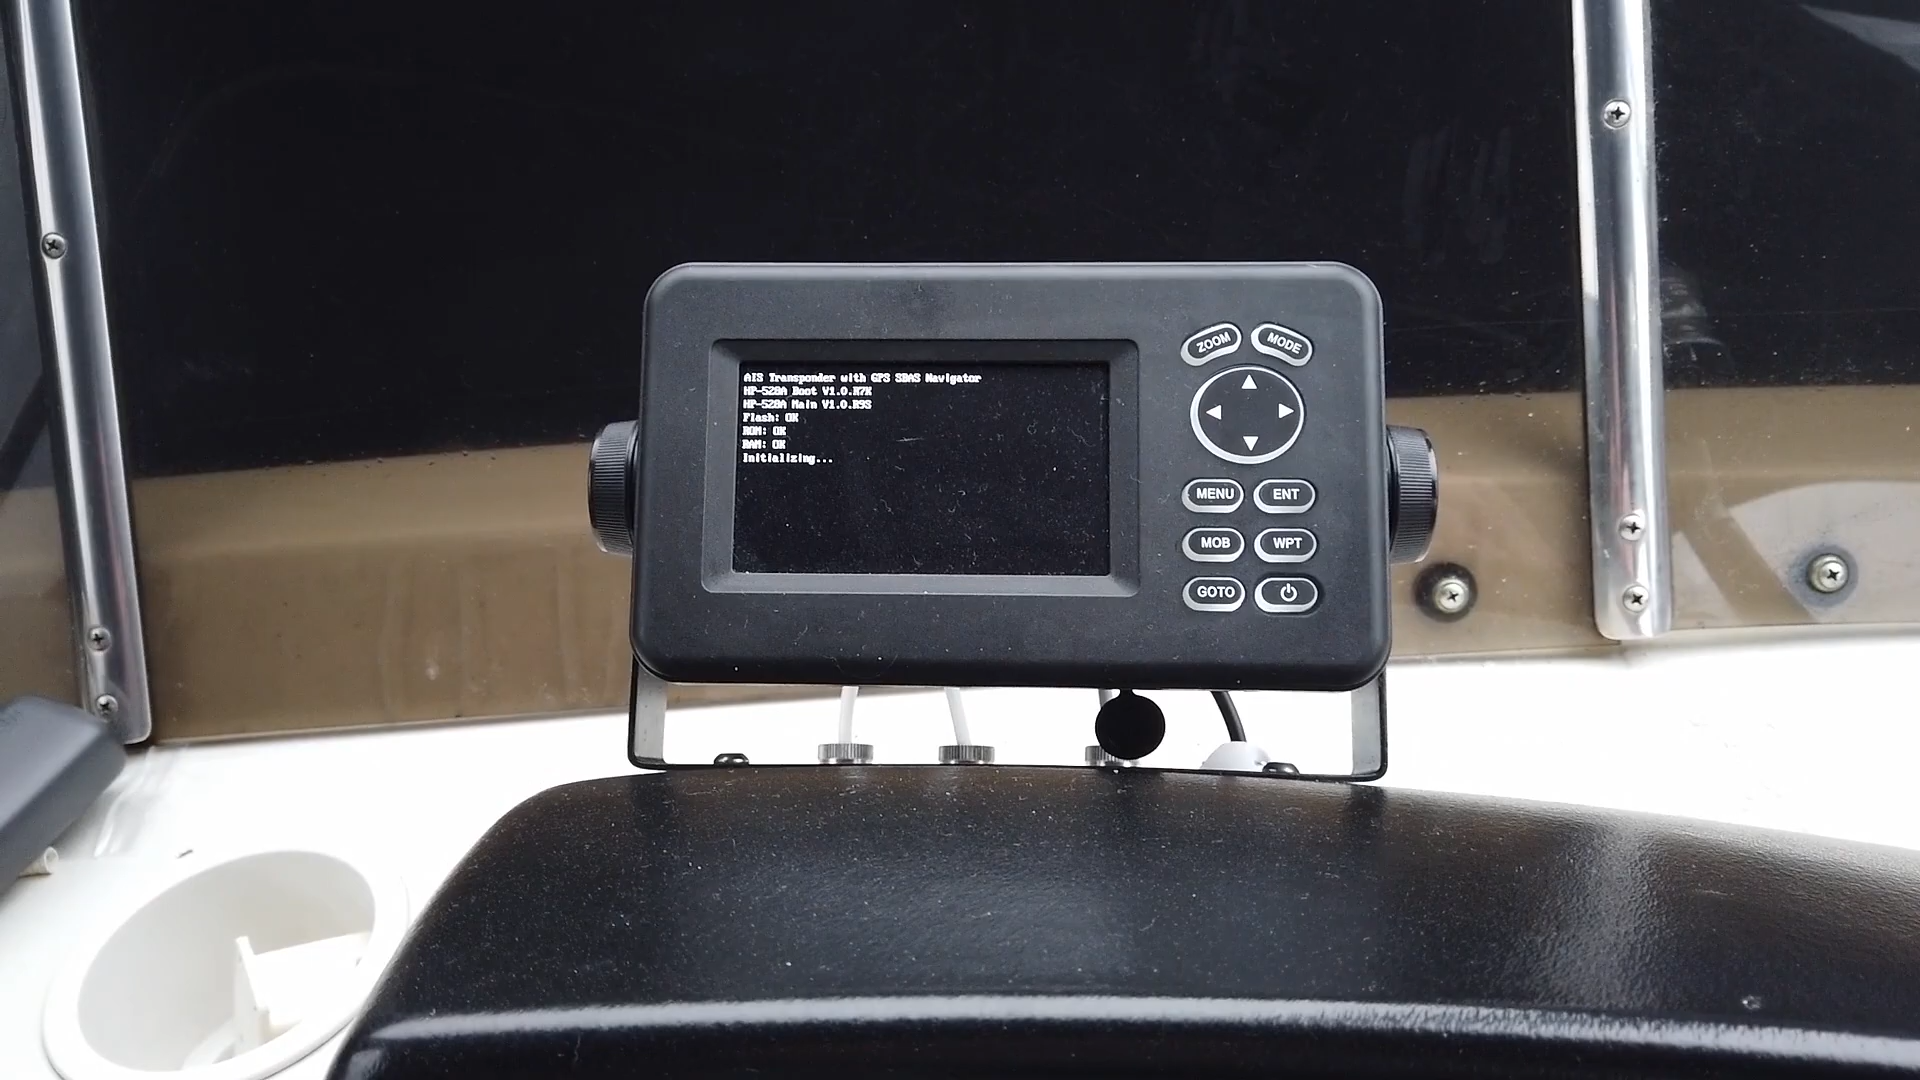 AIS Transponder with GPS SBAS Navigator
HP-528A Boot V1.0.R7K
HP-528A Main V1.0.R9S
Flash: OK
ROM: OK
RAM: OK
Initializing...
ZOOM
MODE
MENU
ENT
MOB
WPT
GOTO